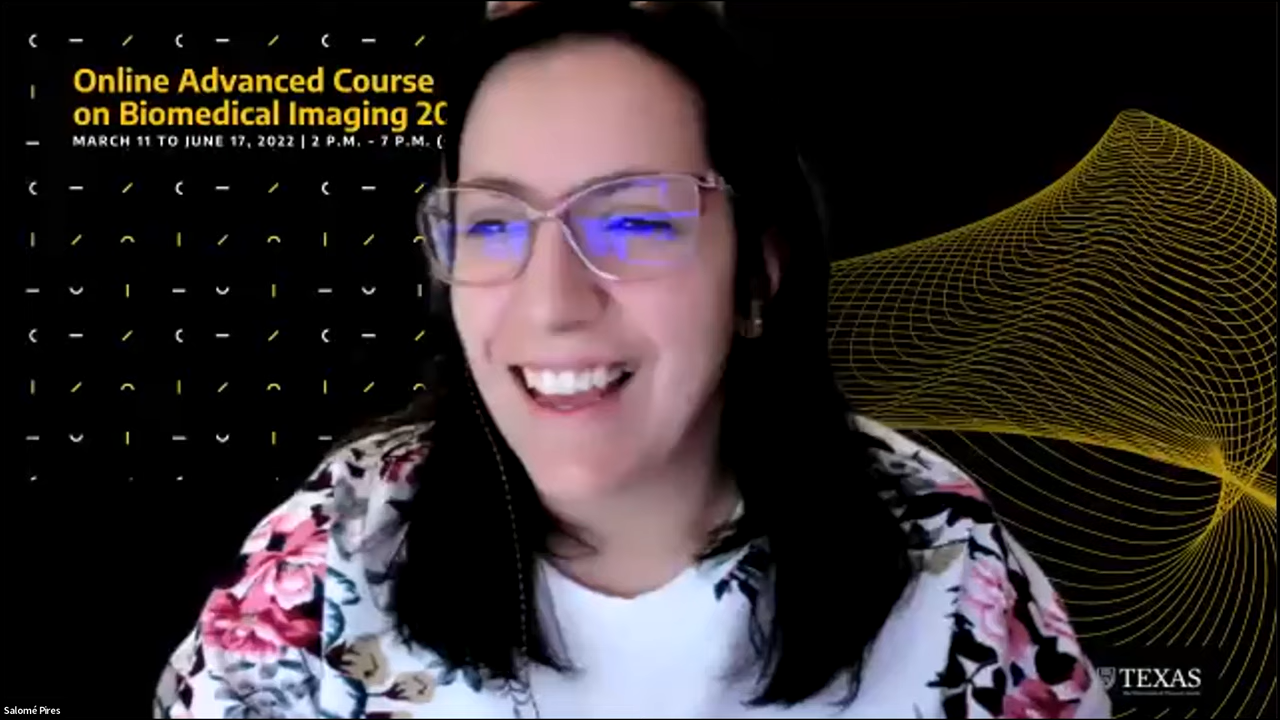 Online Advanced Course
on Biomedical Imaging 20
MARCH 11 TO JUNE 17, 2022 | 2 P.M. - 7 P.M. (
TEXAS
Salomé Pires